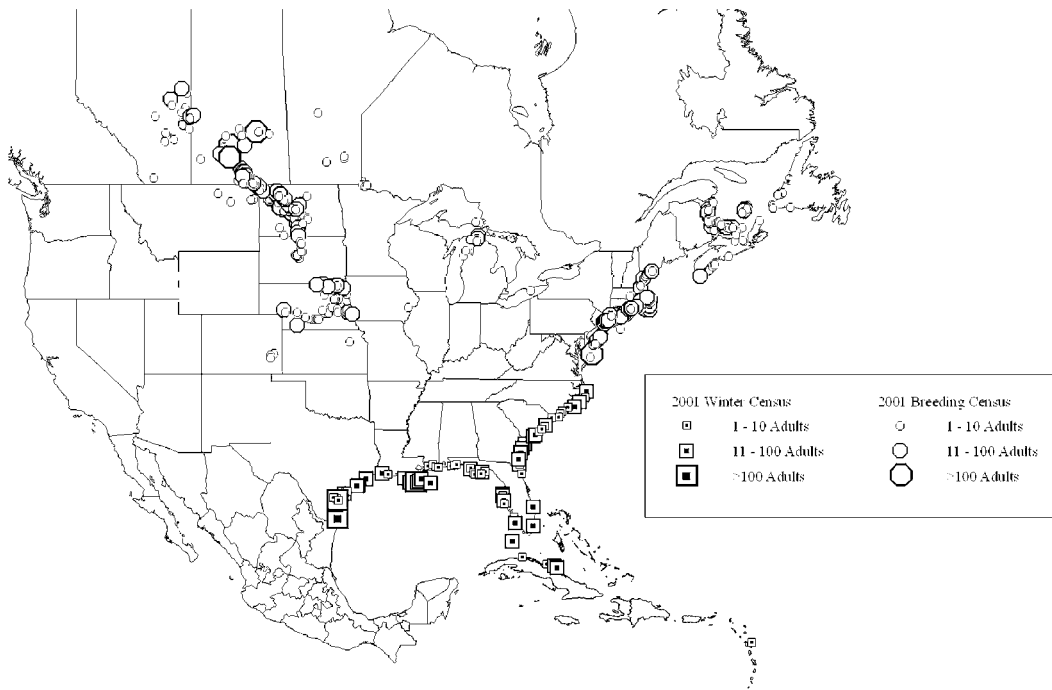 2001 Winter Census
1 - 10 Adults
11 - 100 Adults
>100 Adults
2001 Breeding Census
1 - 10 Adults
11 - 100 Adults
>100 Adults